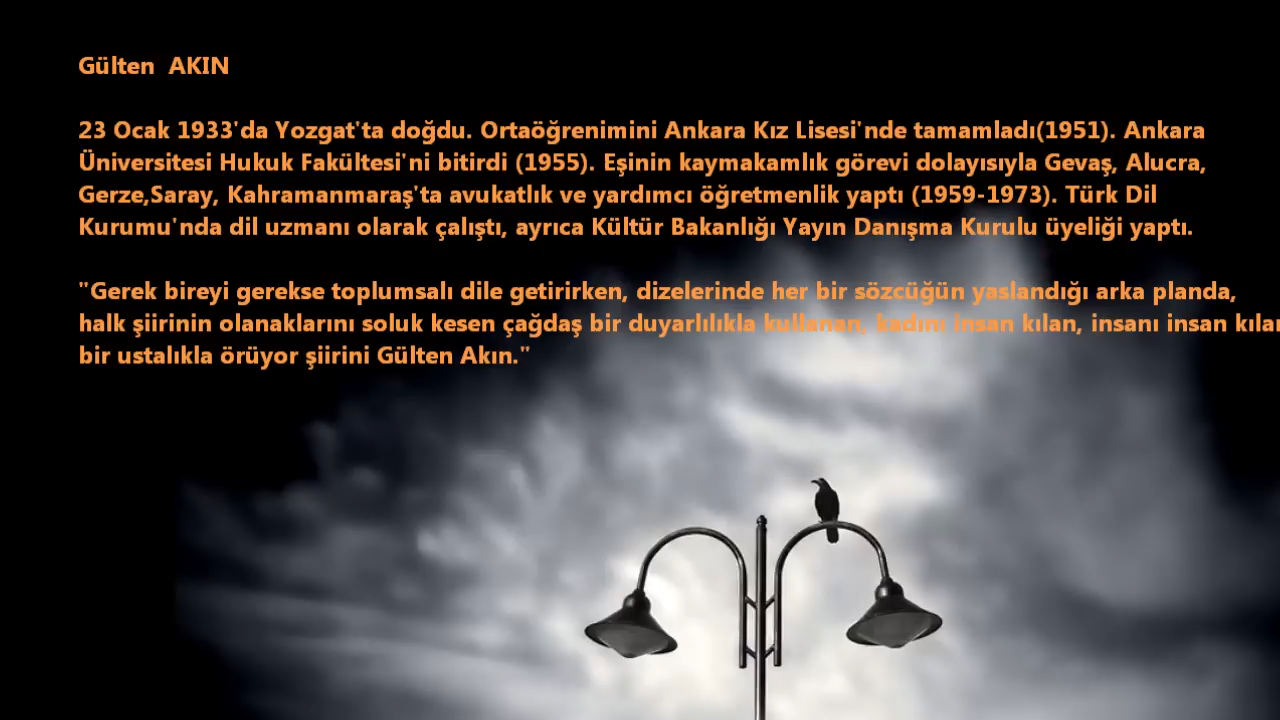 Gülten AKIN
23 Ocak 1933'da Yozgat'ta doğdu. Ortaöğrenimini Ankara Kız Lisesi'nde tamamladı(1951). Ankara
Üniversitesi Hukuk Fakültesi'ni bitirdi (1955). Eşinin kaymakamlık görevi dolayısıyla Gevaş, Alucra,
Gerze,Saray, Kahramanmaraş'ta avukatlık ve yardımcı öğretmenlik yaptı (1959-1973). Türk Dil
Kurumu'nda dil uzmanı olarak çalıştı, ayrıca Kültür Bakanlığı Yayın Danışma Kurulu üyeliği yaptı.
"Gerek bireyi gerekse toplumsalı dile getirirken, dizelerinde her bir sözcüğün yaslandığı arka planda,
halk şiirinin olanaklarını soluk kesen çağdaş bir duyarlılıkla kullanan, kadını insan kılan, insanı insan
bir ustalıkla örüyor şiirini Gülten Akın."